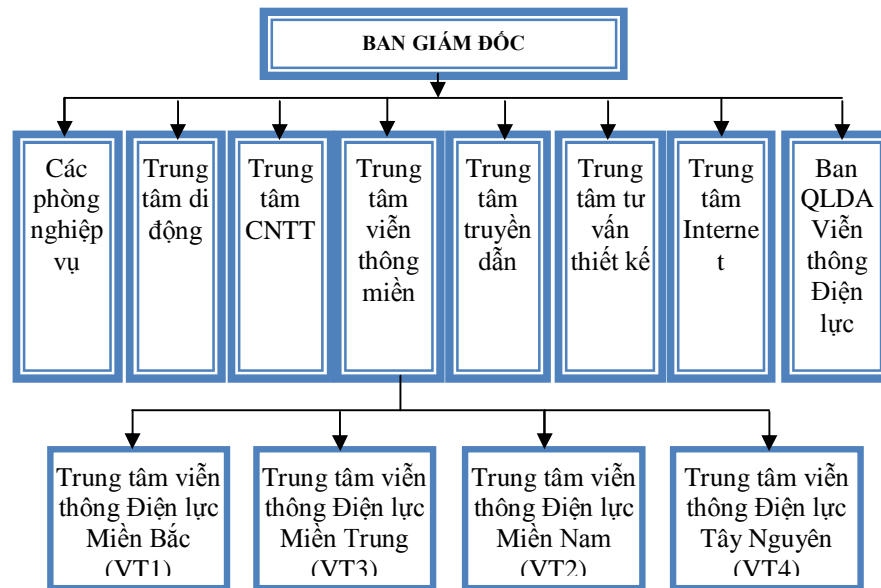 BAN GIÁM ĐỐC
Các
phòng
nghiệp
vụ
Trung
tâm di
động
Trung
tâm
CNTT
Trung
tâm
viễn
thông
miền
Trung
tâm
truyền
dẫn
Trung
tâm tư
vấn
thiết kế
Trung
tâm
Interne
t
Ban
QLDA
Viễn
thông
Điện
lực
Trung tâm viễn
thông Điện lực
Miền Bắc
(VT1)
Trung tâm viễn
thông Điện lực
Miền Trung
(VT3)
Trung tâm viễn
thông Điện lực
Miền Nam
(VT2)
Trung tâm viễn
thông Điện lực
Tây Nguyên
(VT4)